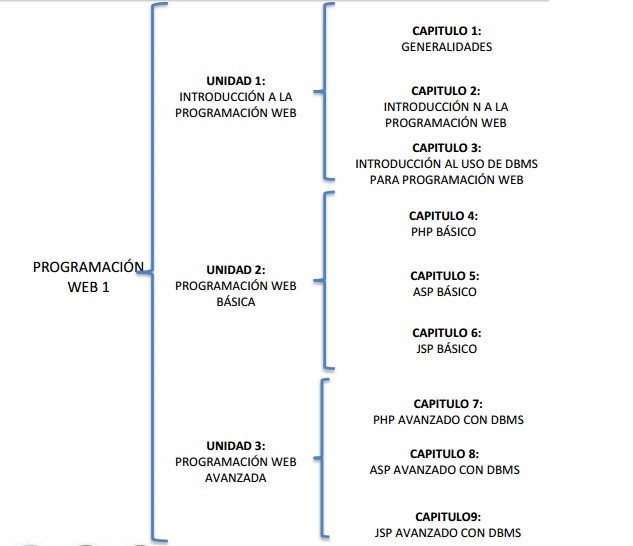 PROGRAMACIÓN
WEB 1
UNIDAD 1:
INTRODUCCIÓN A LA
PROGRAMACIÓN WEB
CAPITULO 1:
GENERALIDADES
CAPITULO 2:
INTRODUCCIÓN N A LA
PROGRAMACIÓN WEB
CAPITULO 3:
INTRODUCCIÓN AL USO DE DBMS
PARA PROGRAMACIÓN WEB
UNIDAD 2:
PROGRAMACIÓN WEB
BÁSICA
CAPITULO 4:
PHP BÁSICO
CAPITULO 5:
ASP BÁSICO
CAPITULO 6:
JSP BÁSICO
UNIDAD 3:
PROGRAMACIÓN WEB
AVANZADA
CAPITULO 7:
PHP AVANZADO CON DBMS
CAPITULO 8:
ASP AVANZADO CON DBMS
CAPITULO9:
JSP AVANZADO CON DBMS